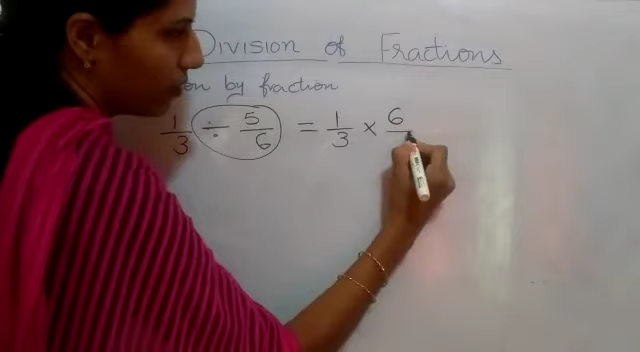 Division of Fractions
by fraction
1/3 ÷ 5/6 = 1/3 × 6/